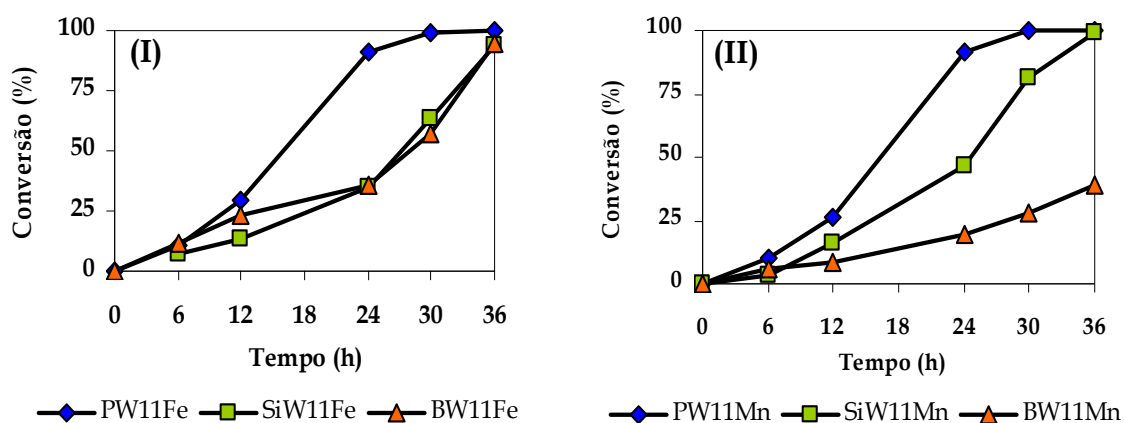 (I)
Conversão (%)
100
75
50
25
0
0 6 12 18 24 30 36
Tempo (h)
PW11Fe SiW11Fe BW11Fe
(II)
Conversão (%)
100
75
50
25
0
0 6 12 18 24 30 36
Tempo (h)
PW11Mn SiW11Mn BW11Mn